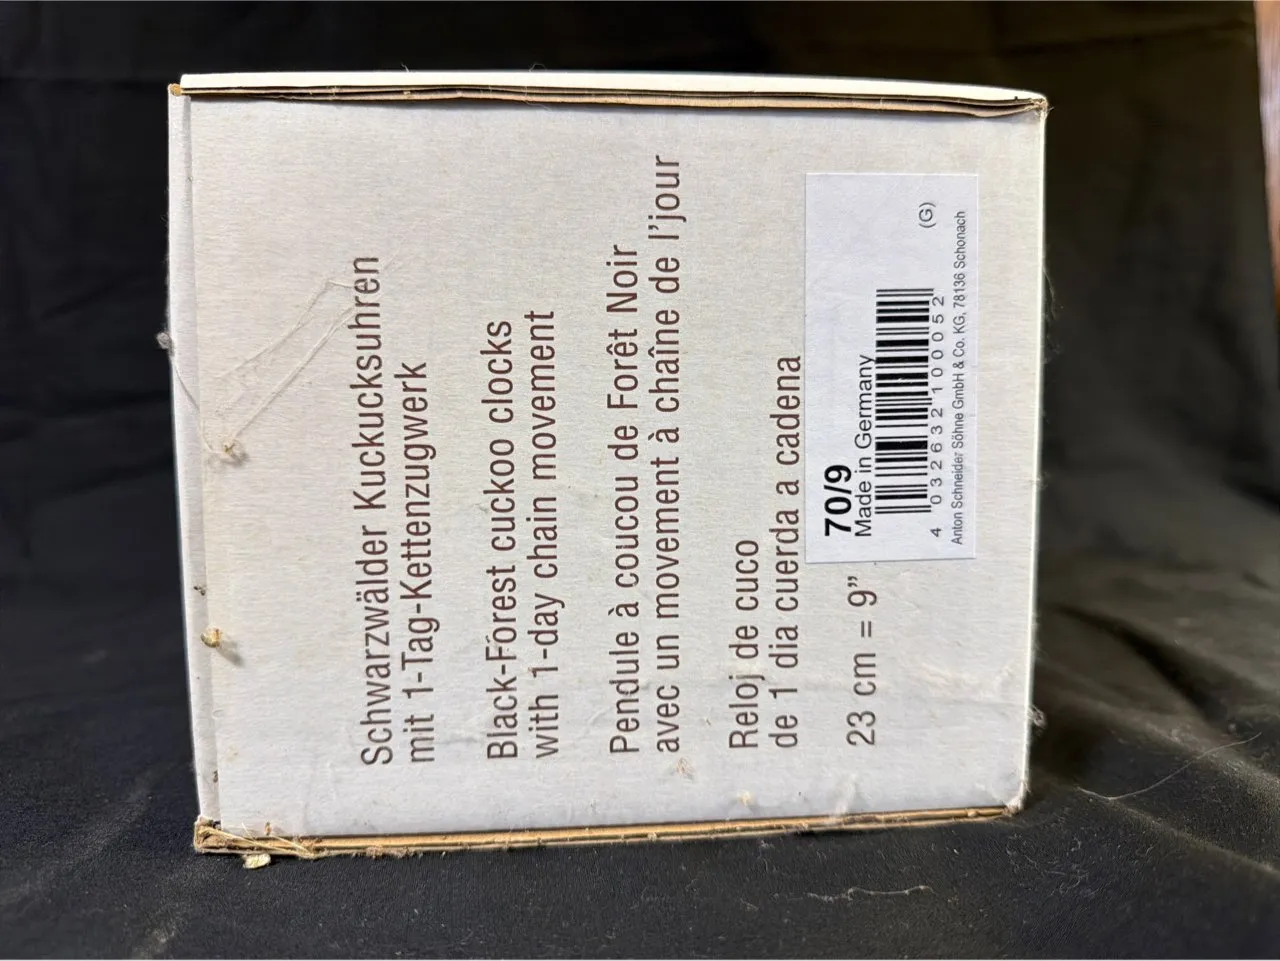 Schwarzwälder Kuckucksuhren
mit 1-Tag-Kettenzugwerk
Black-Forest cuckoo clocks
with 1-day chain movement
Pendule à coucou de Forêt Noir
avec un movement à chaîne de l'jour
Reloj de cuco
de 1 dia cuerda a cadena
23 cm = 9”
70/9
Made in Germany
4 032632 100052
(G)
Anton Schneider Söhne GmbH & Co. KG, 78136 Schonach